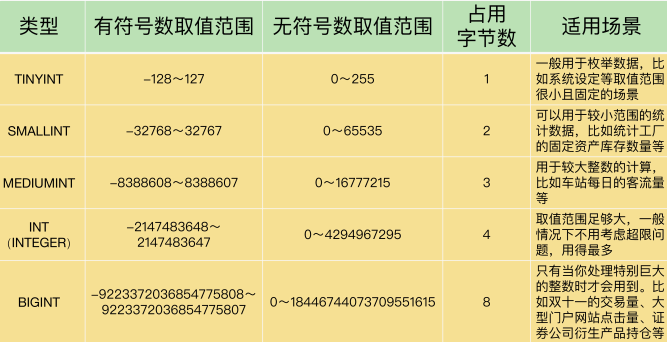 类型 有符号数取值范围 无符号数取值范围 占用字节数 适用场景
TINYINT -128～127 0～255 1 一般用于枚举数据，比
如系统设定等取值范围
很小且固定的场景
SMALLINT -32768～32767 0～65535 2 可以用于较小范围的统
计数据，比如统计工厂
的固定资产库存数量等
MEDIUMINT -8388608～8388607 0～16777215 3 用于较大整数的计算，
比如车站每日的客流量
等
INT
（INTEGER） -2147483648～
2147483647 0～4294967295 4 取值范围足够大，一般
情况下不用考虑超限问
题，用得最多
BIGINT -9223372036854775808～
9223372036854775807 0～18446744073709551615 8 只有当你处理特别巨大
的整数时才会用到。比
如双十一的交易量、大
型门户网站点击量、证
券公司衍生产品持仓等